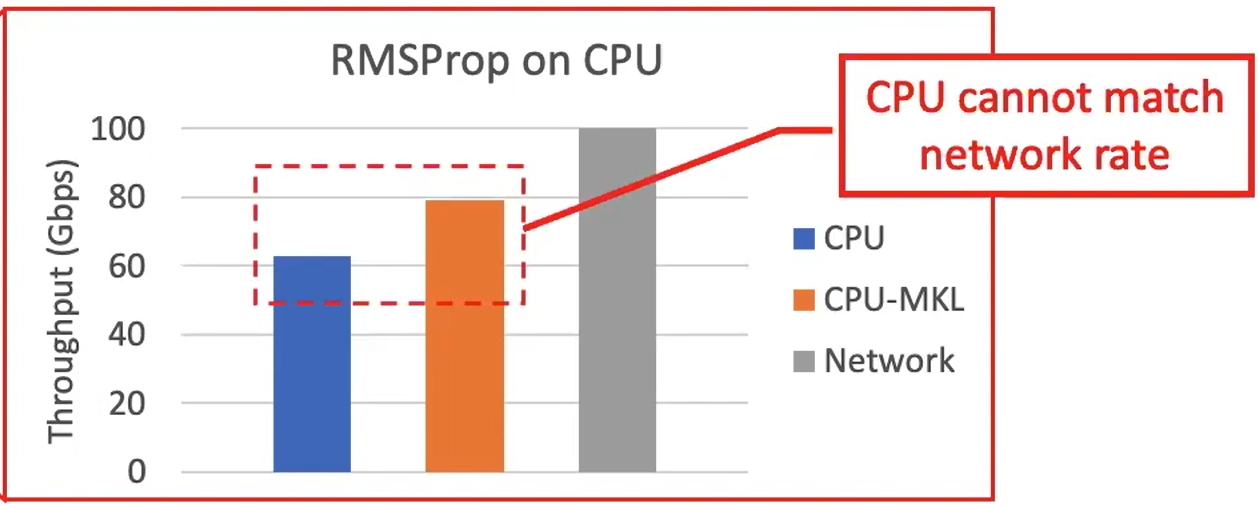 RMSProp on CPU
CPU cannot match
network rate
Throughput (Gbps)
100
80
60
40
20
0
CPU
CPU-MKL
Network